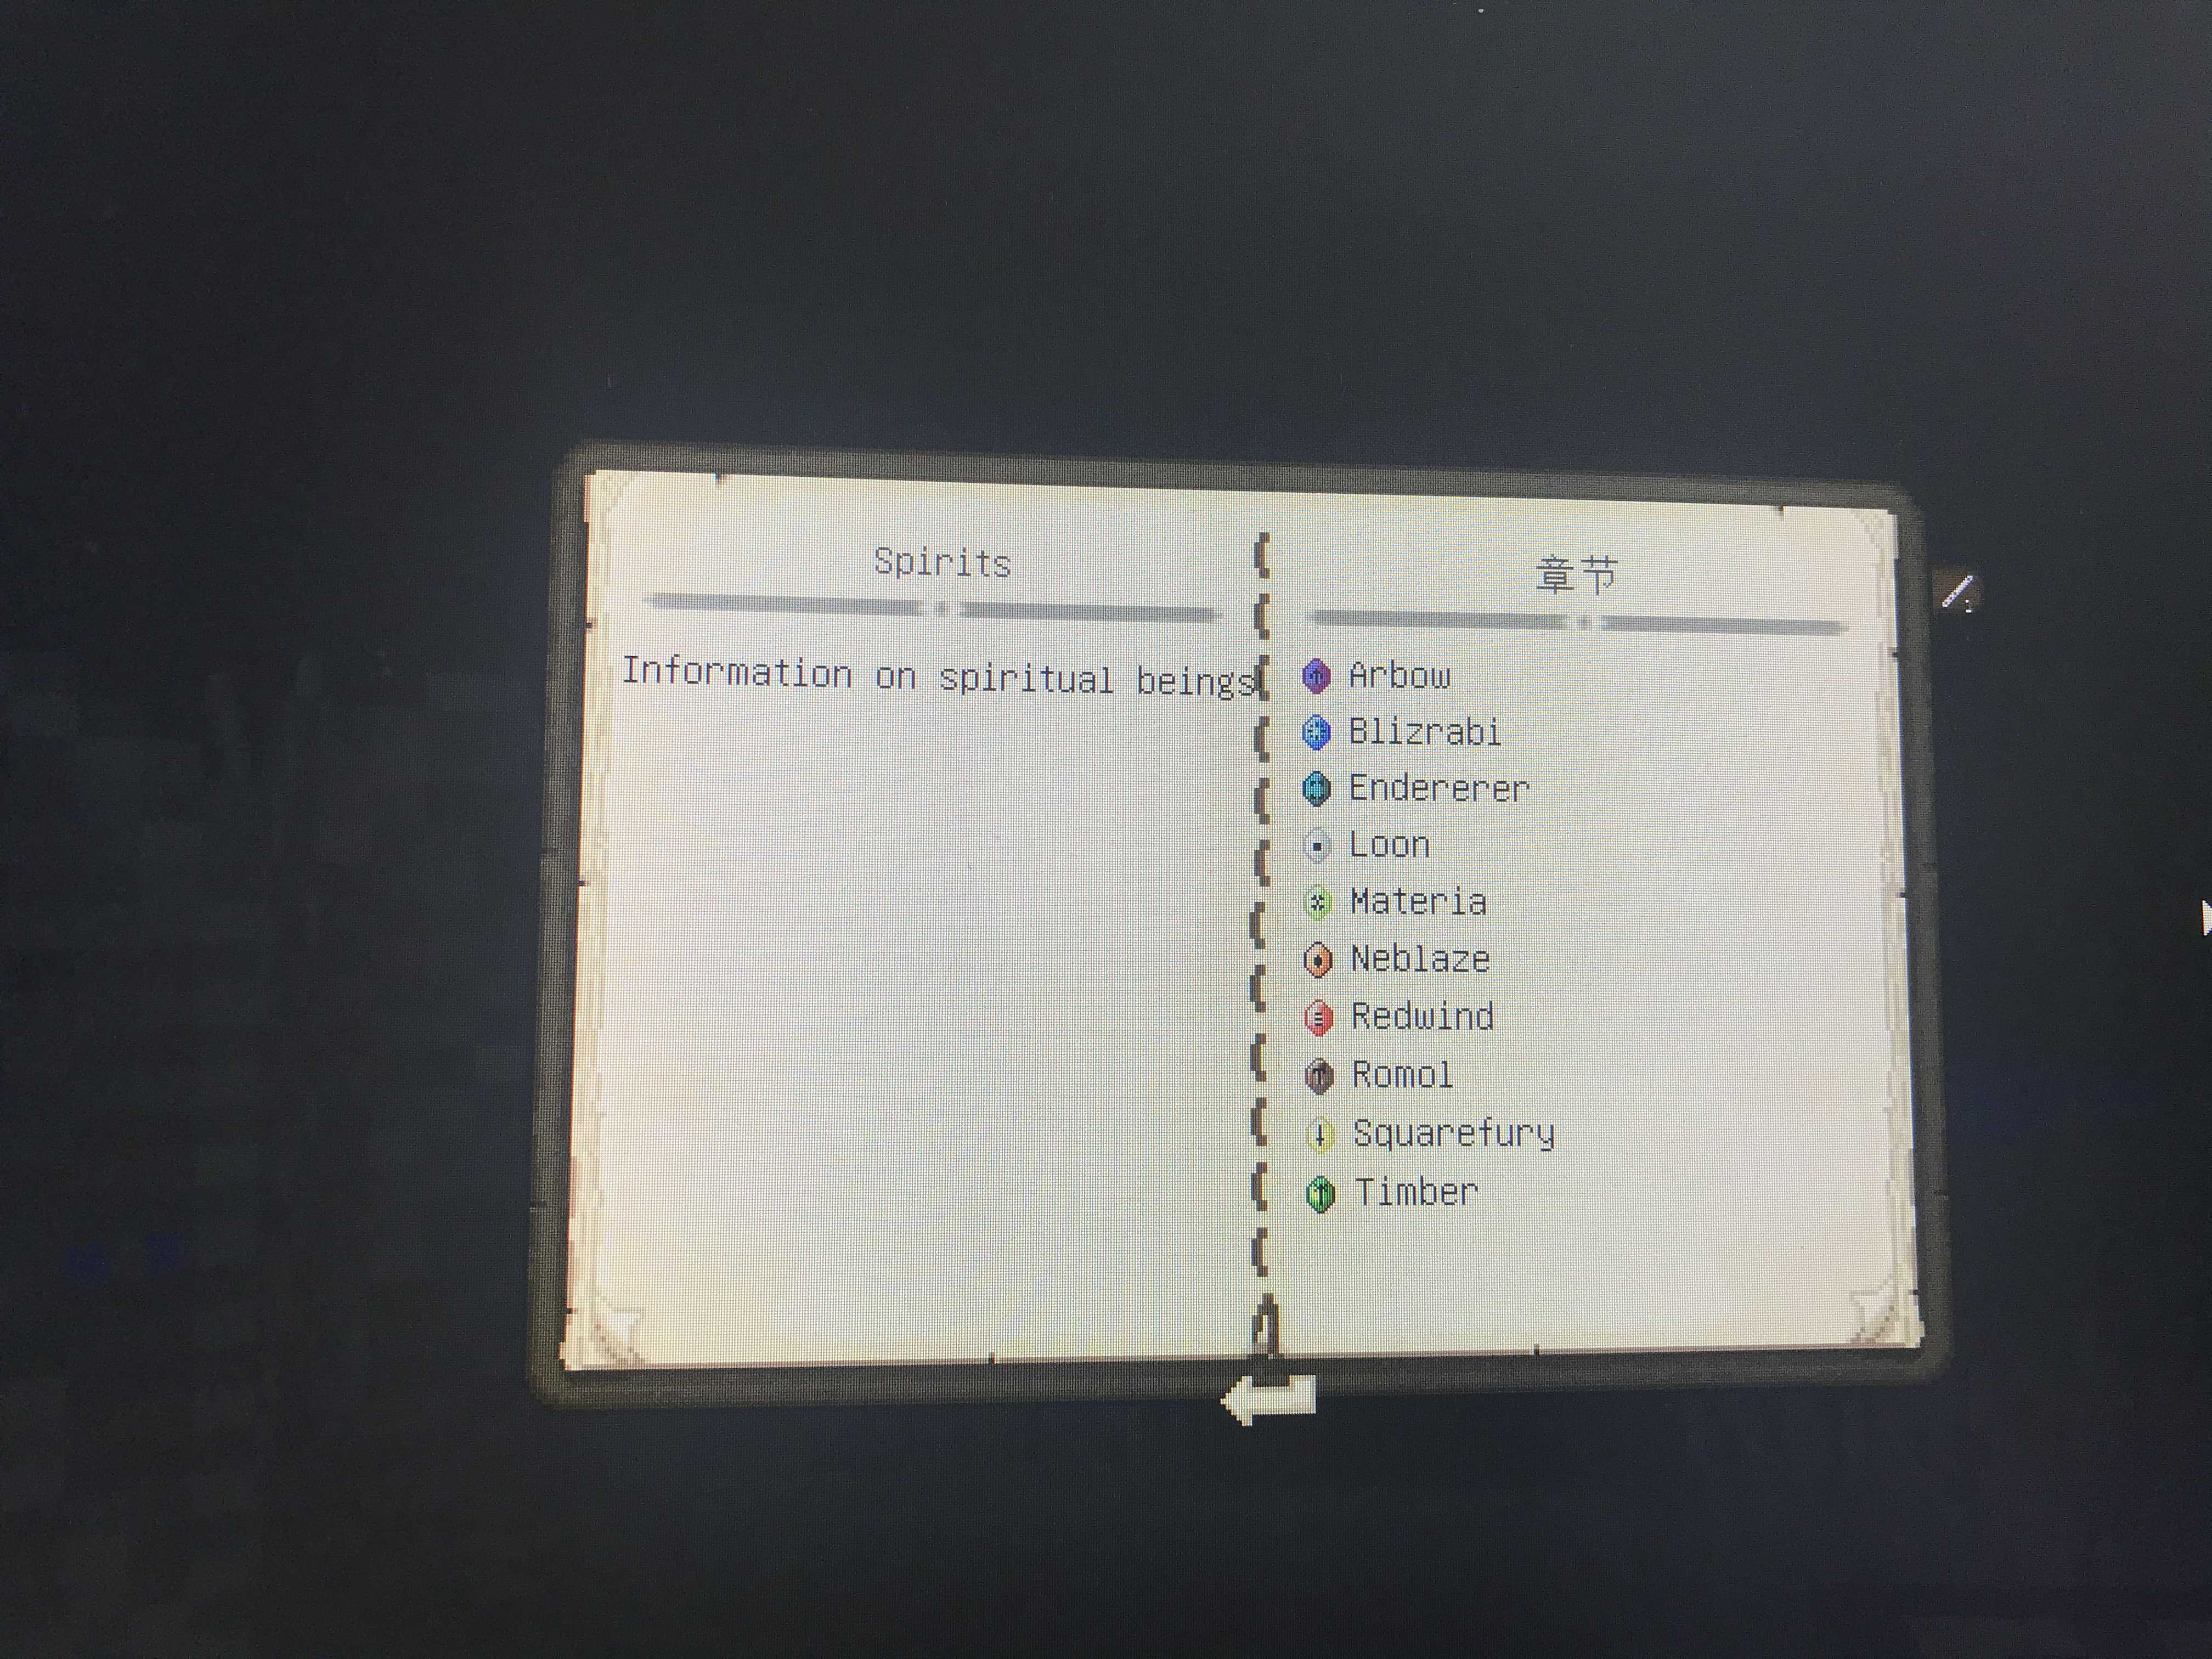 Spirits
Information on spiritual beings
章节
Arbow
Blizrabi
Endererer
Loon
Materia
Neblaze
Redwind
Romol
Squarefury
Timber